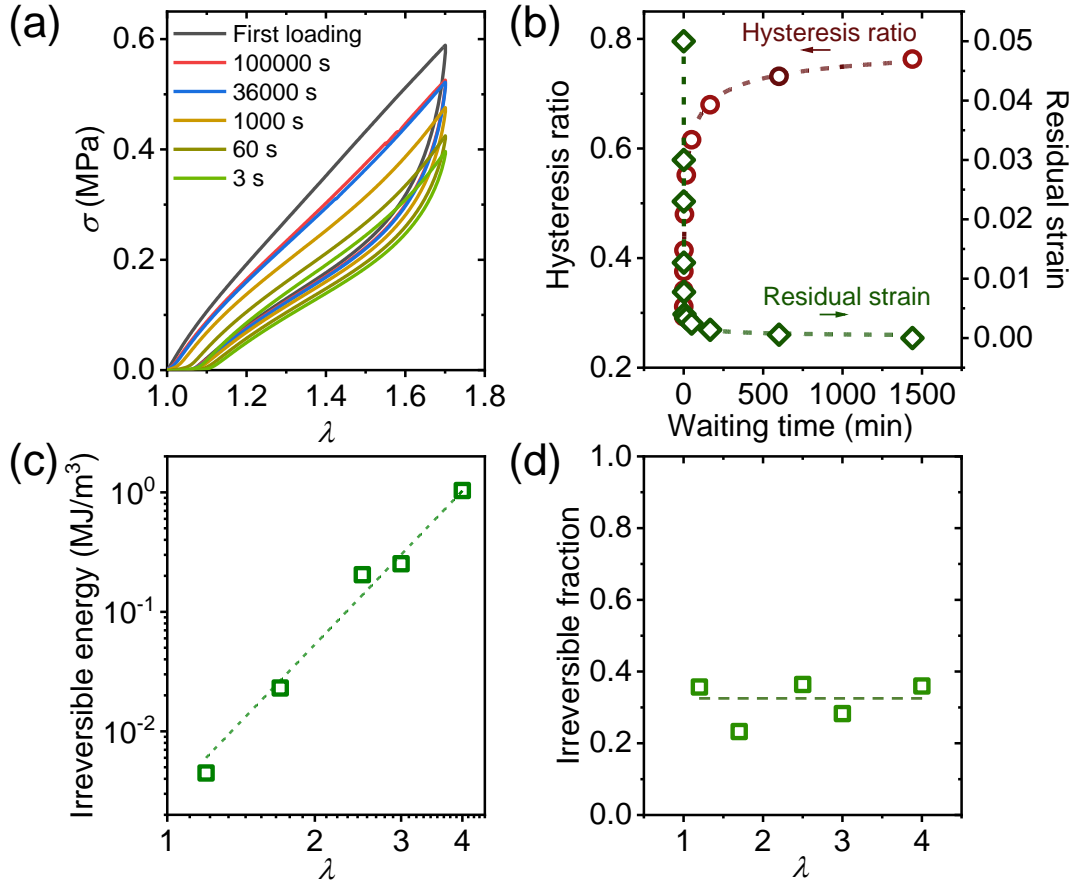 (a)
First loading
100000 s
36000 s
1000 s
60 s
3 s
σ (MPa)
0.6
0.4
0.2
0.0
1.0 1.2 1.4 1.6 1.8
λ
(b)
Hysteresis ratio
Residual strain
Hysteresis ratio
0.8
0.6
0.4
0.2
Residual strain
0.05
0.04
0.03
0.02
0.01
0.00
0 500 1000 1500
Waiting time (min)
(c)
Irreversible energy (MJ/m³)
10⁰
10⁻¹
10⁻²
1 2 3 4
λ
(d)
Irreversible fraction
1.0
0.8
0.6
0.4
0.2
0.0
1 2 3 4
λ